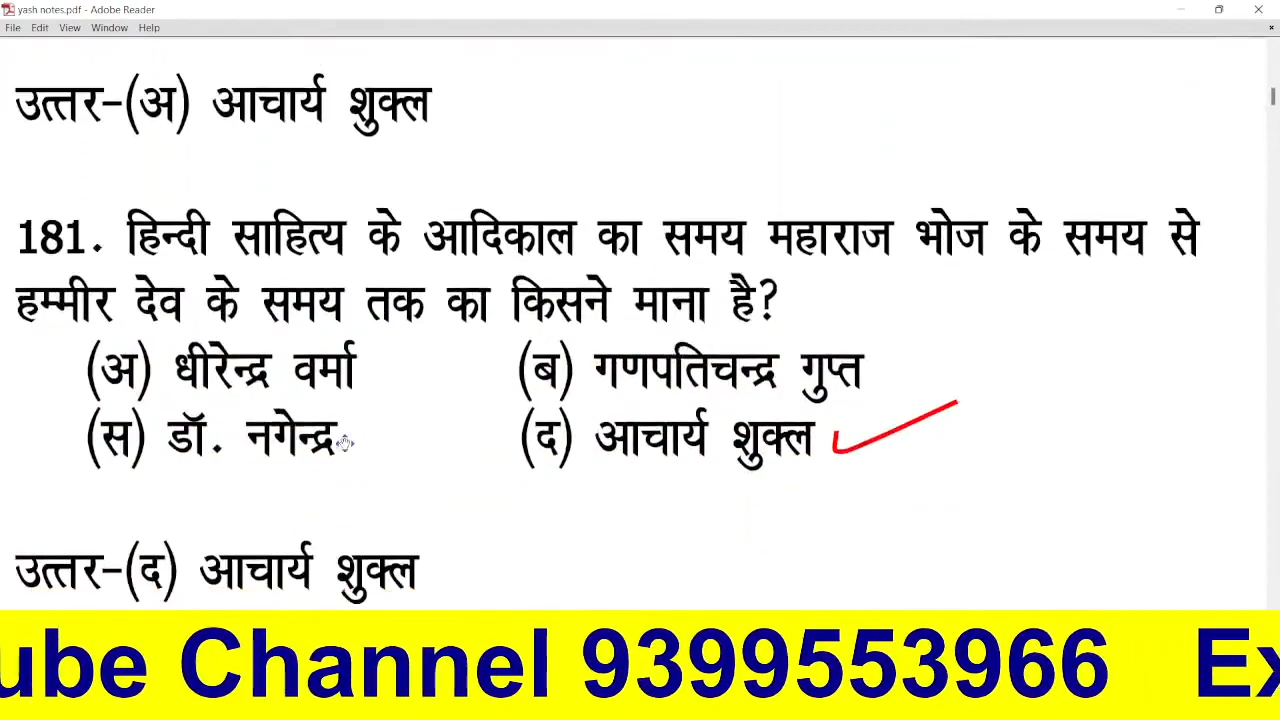 yash notes.pdf - Adobe Reader
File Edit View Window Help
उत्तर-(अ) आचार्य शुक्ल
181. हिन्दी साहित्य के आदिकाल का समय महाराज भोज के समय से
हम्मीर देव के समय तक का किसने माना है?
(अ) धीरेन्द्र वर्मा (ब) गणपतिचन्द्र गुप्त
(स) डॉ. नगेन्द्र (द) आचार्य शुक्ल
उत्तर-(द) आचार्य शुक्ल
ube Channel 9399553966 Ex